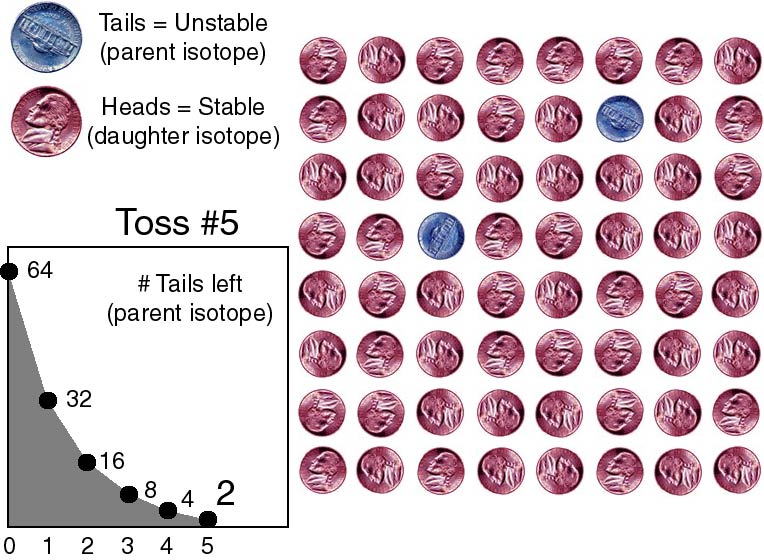 Tails = Unstable
(parent isotope)
Heads = Stable
(daughter isotope)
Toss #5
# Tails left
(parent isotope)
64
32
16
8
4
2
0 1 2 3 4 5